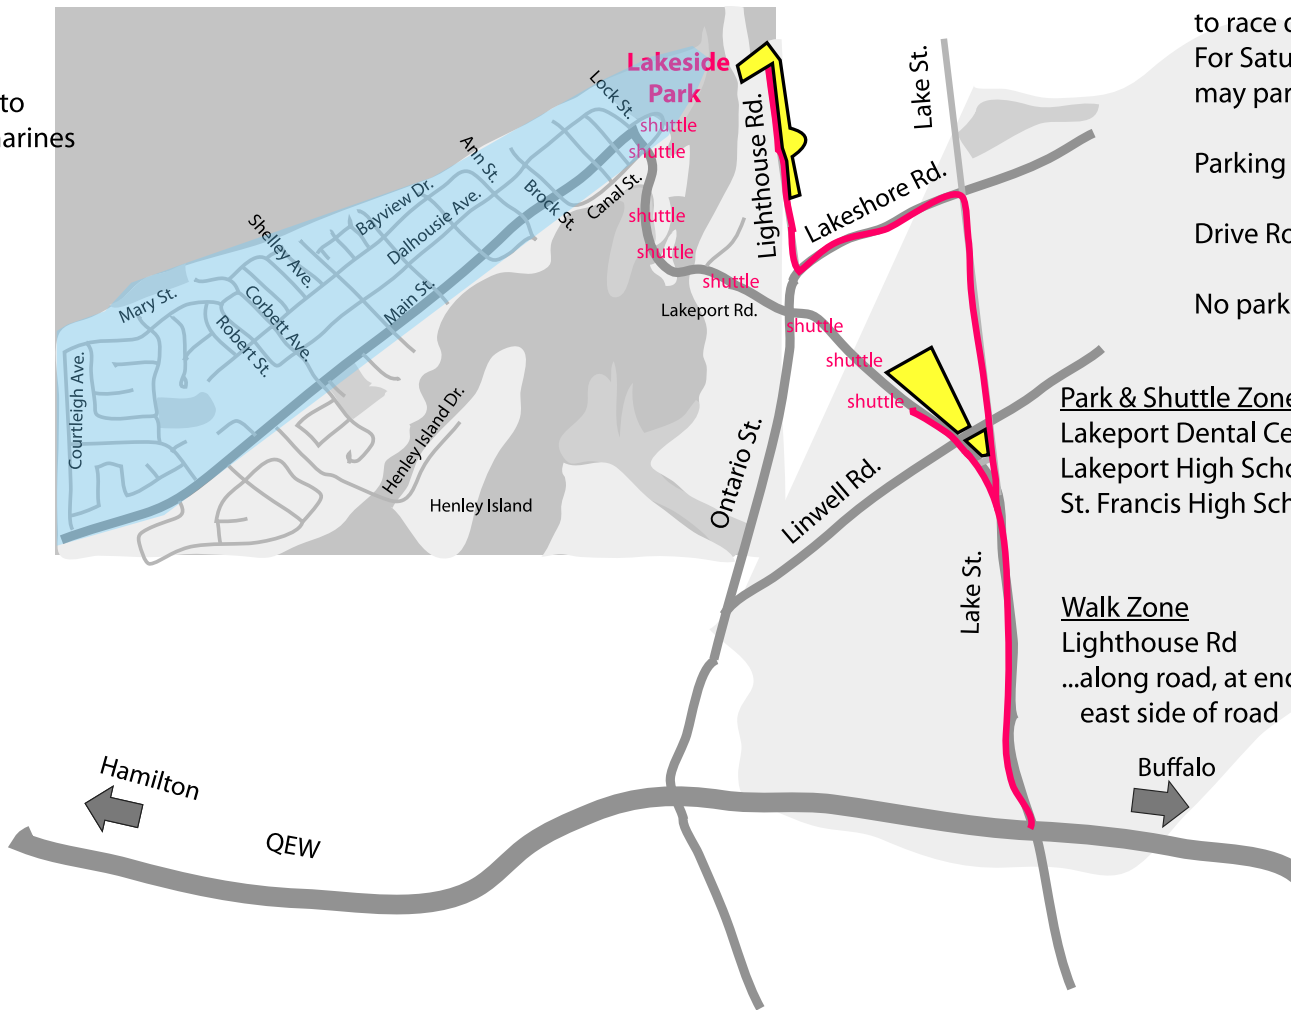 to race
For Satu
may par
Parking
Drive Ro
No park
to
arines
Lakeside
Park
shuttle
shuttle
shuttle
shuttle
shuttle
shuttle
shuttle
shuttle
Lock St.
Ann St.
Bayview Dr.
Dalhousie Ave.
Brock St.
Canal St.
Shelley Ave.
Mary St.
Corbett Ave.
Robert St.
Main St.
Courtleigh Ave.
Lakeport Rd.
Lighthouse Rd.
Lakeshore Rd.
Lake St.
Henley Island Dr.
Henley Island
Ontario St.
Linwell Rd.
Lake St.
Park & Shuttle Zone
Lakeport Dental Ce
Lakeport High Scho
St. Francis High Sch
Walk Zone
Lighthouse Rd
...along road, at end
east side of road
Hamilton
QEW
Buffalo